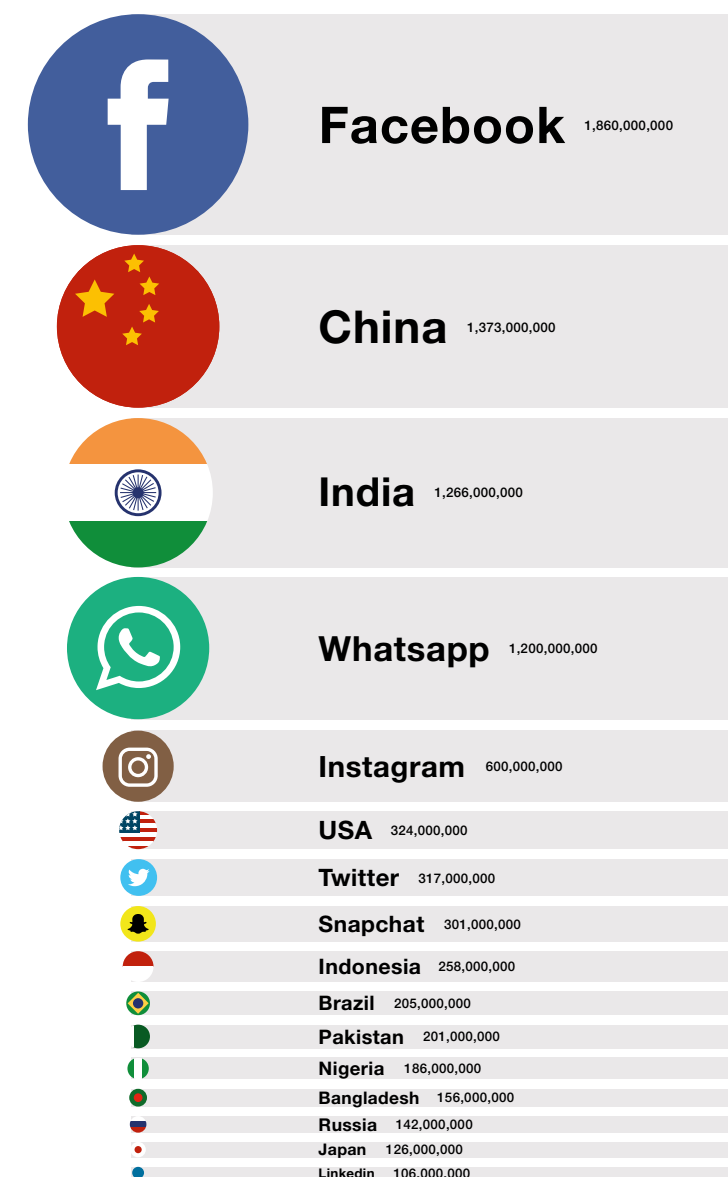 Facebook 1,860,000,000
China 1,373,000,000
India 1,266,000,000
Whatsapp 1,200,000,000
Instagram 600,000,000
USA 324,000,000
Twitter 317,000,000
Snapchat 301,000,000
Indonesia 258,000,000
Brazil 205,000,000
Pakistan 201,000,000
Nigeria 186,000,000
Bangladesh 156,000,000
Russia 142,000,000
Japan 126,000,000
Linkedin 106,000,000